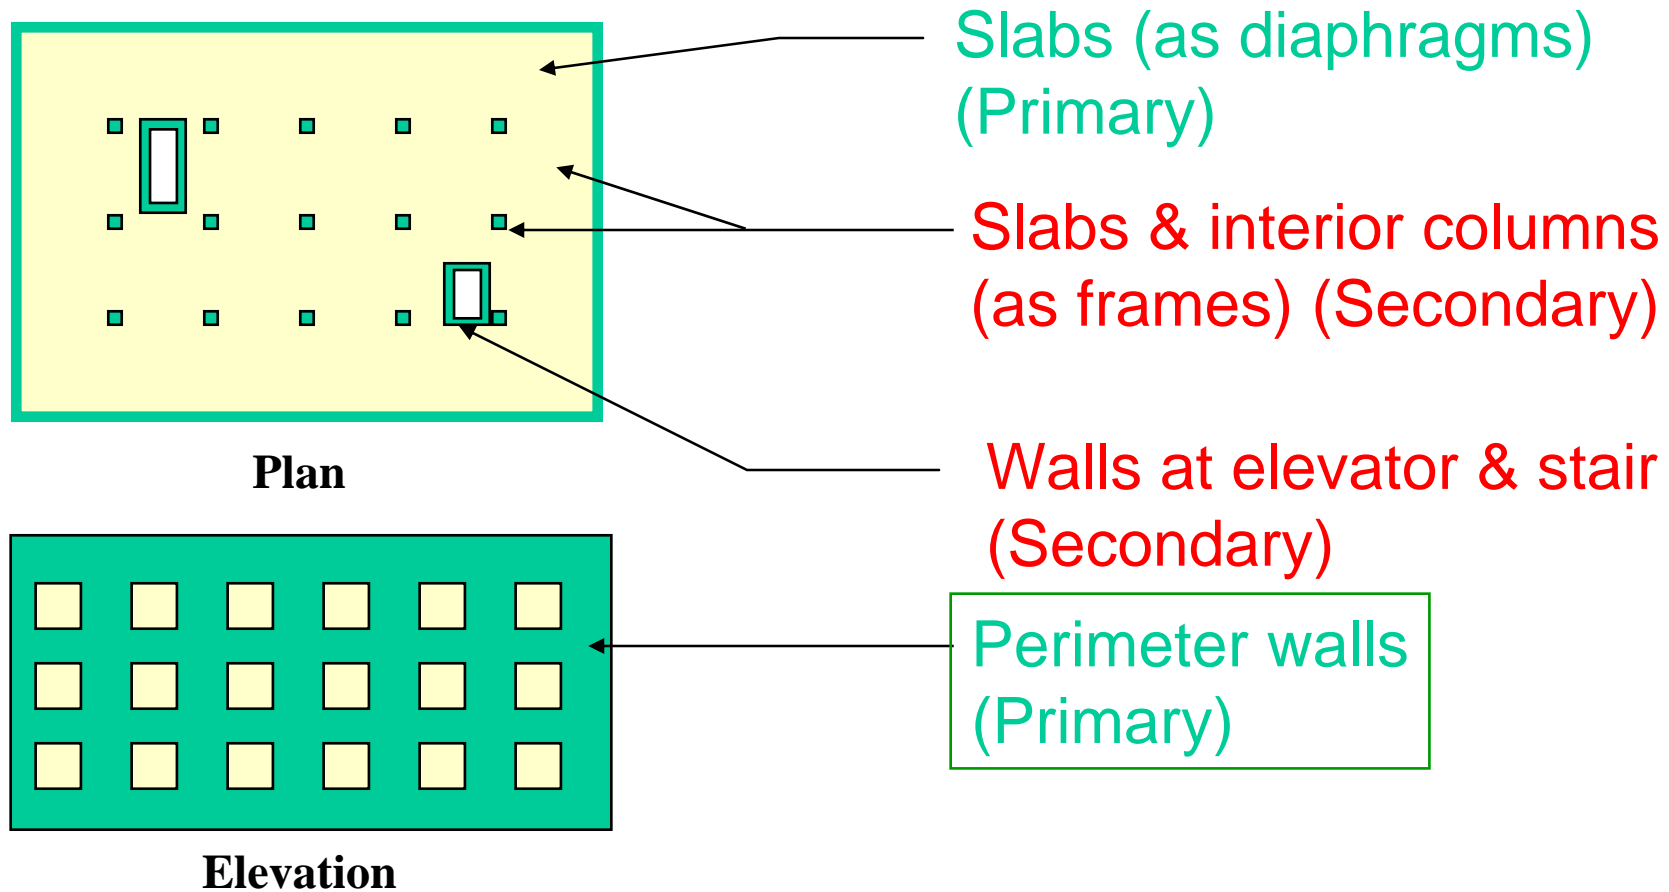 Slabs (as diaphragms)
(Primary)
Slabs & interior columns
(as frames) (Secondary)
Walls at elevator & stair
(Secondary)
Plan
Perimeter walls
(Primary)
Elevation